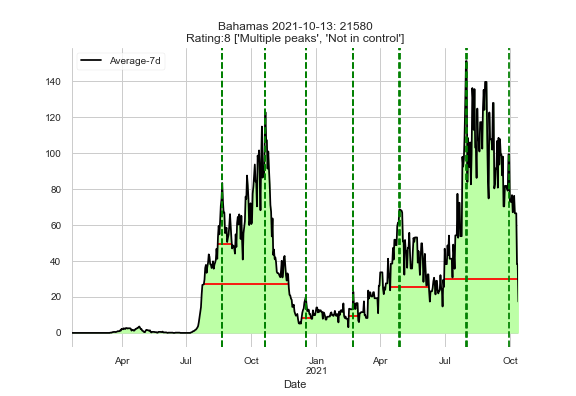 Bahamas 2021-10-13: 21580
Rating:8 ['Multiple peaks', 'Not in control']
Average-7d
140
120
100
80
60
40
20
0
Apr Jul Oct Jan Apr Jul Oct
2021
Date